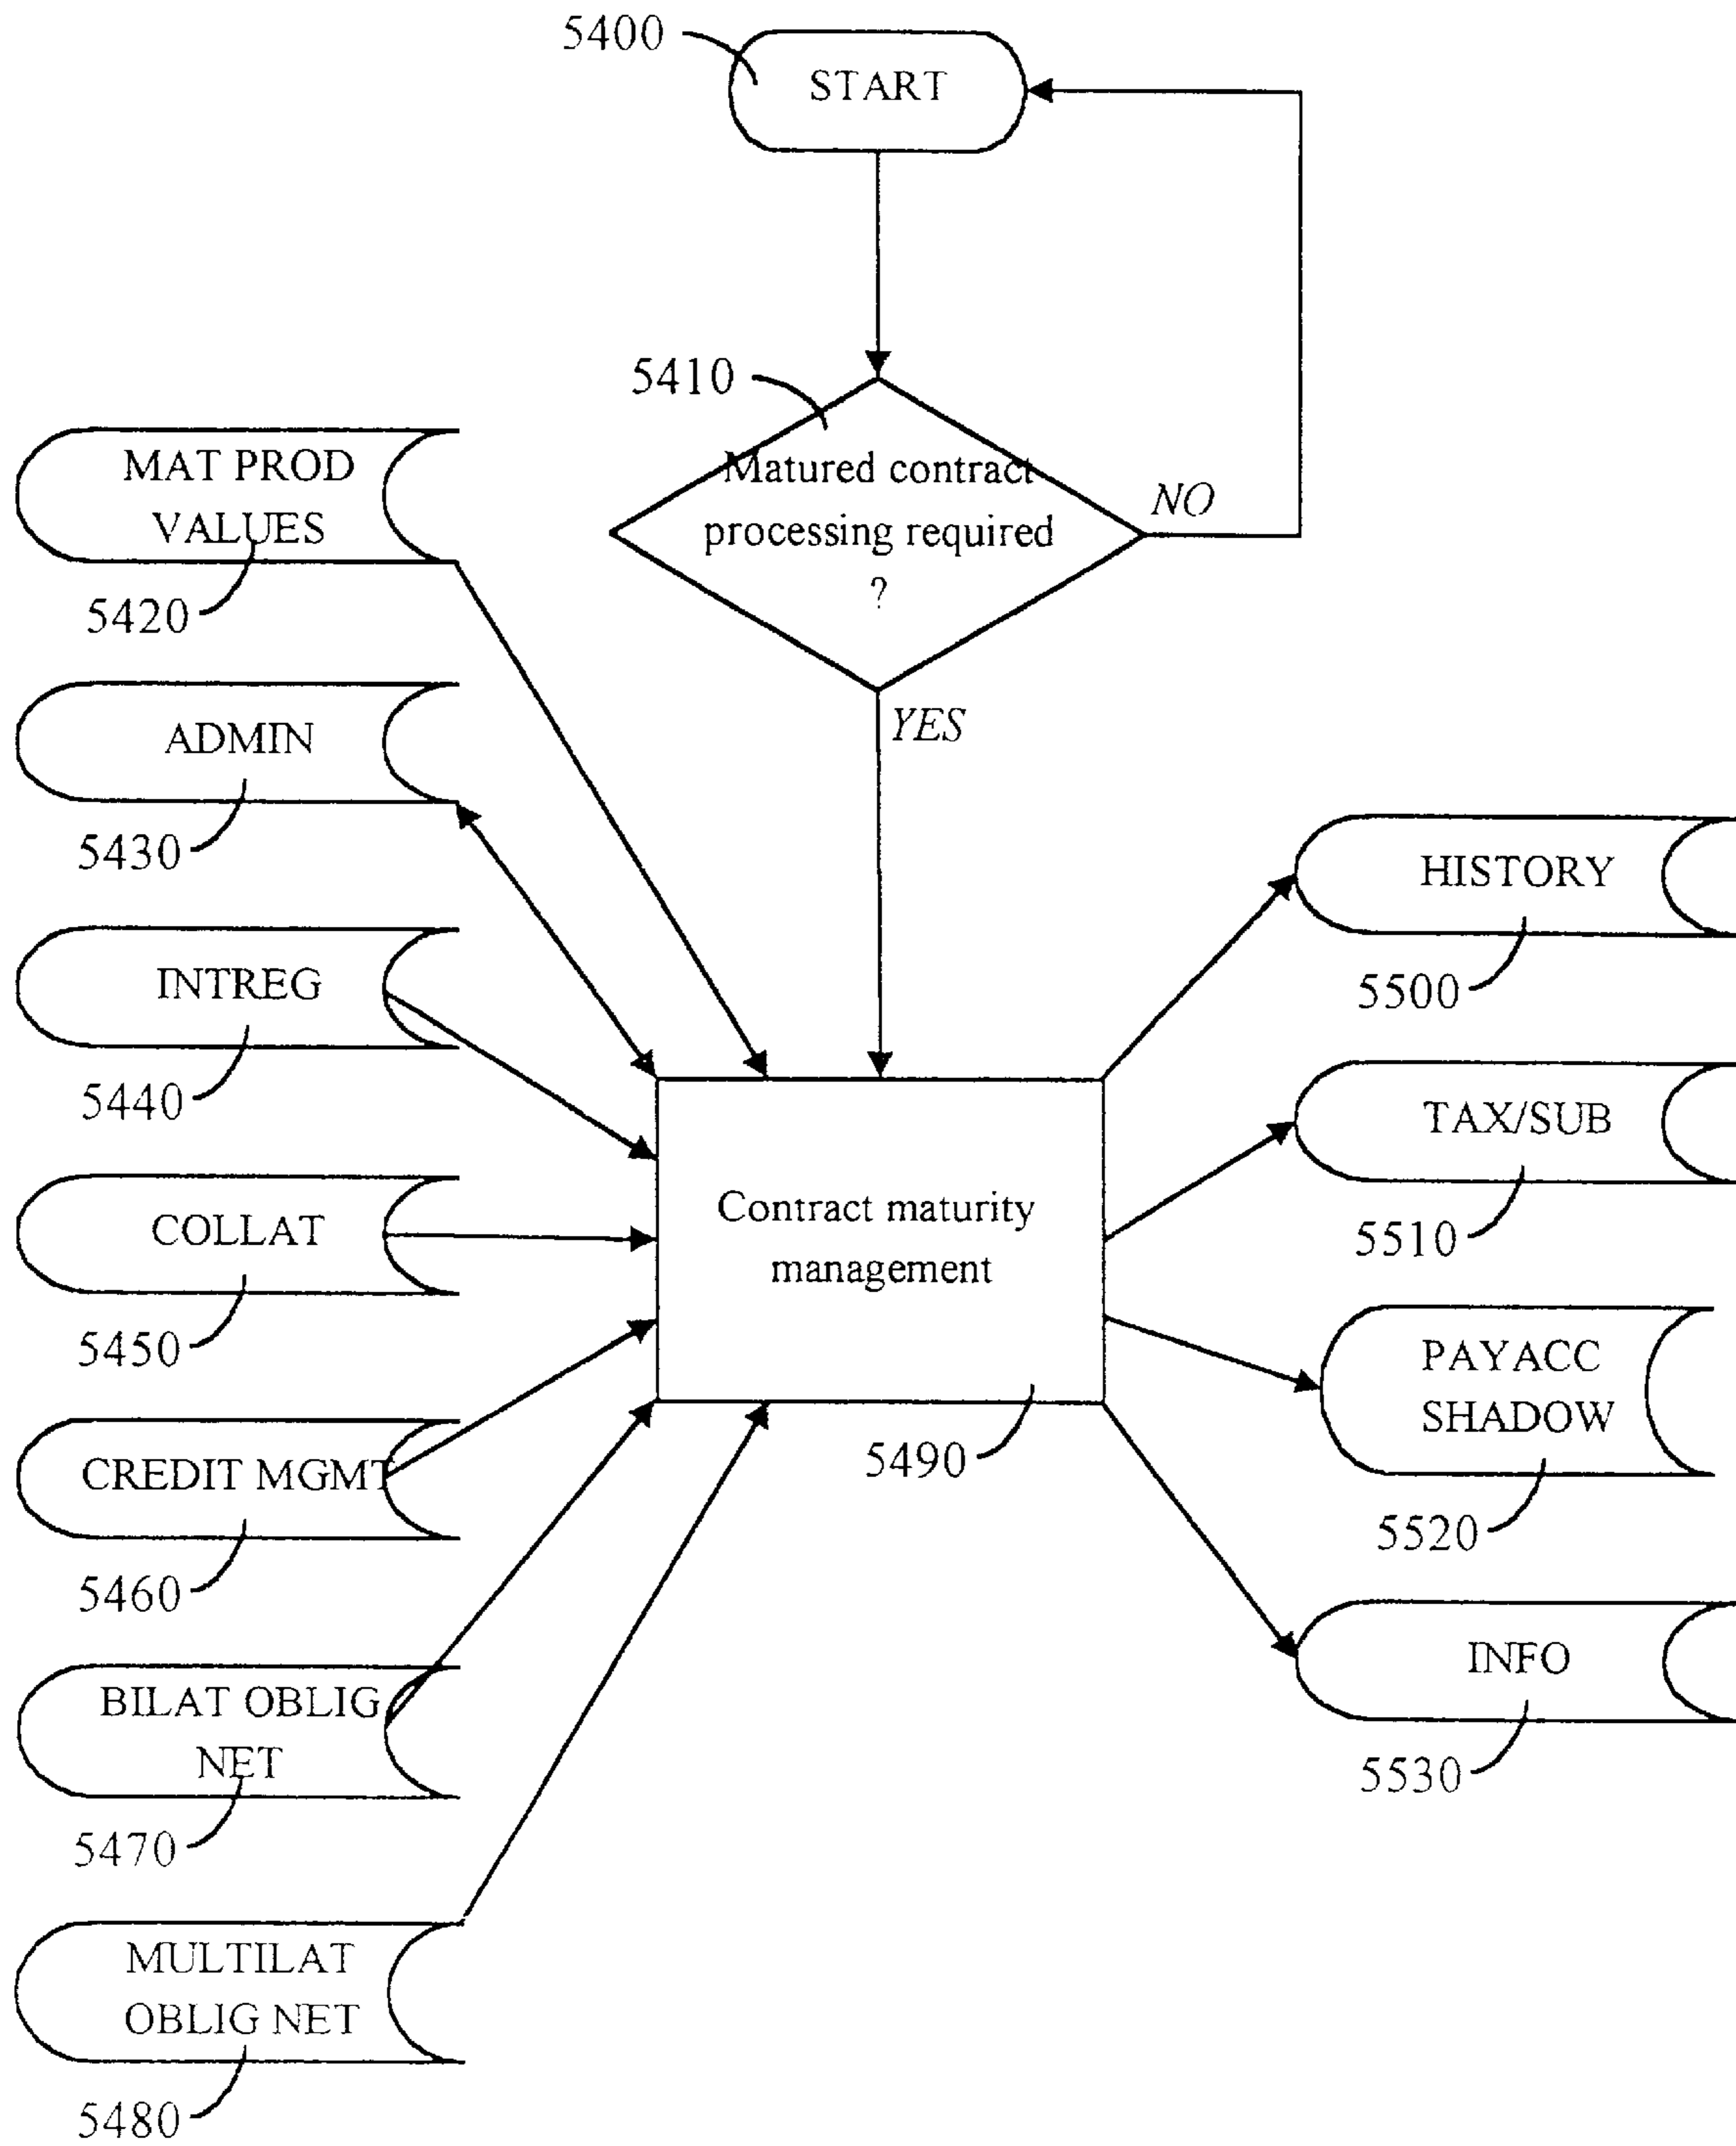 5400
START
5410
Matured contract
processing required
?
NO
YES
MAT PROD
VALUES
5420
ADMIN
5430
INTREG
5440
COLLAT
5450
CREDIT MGMT
5460
BILAT OBLIG
NET
5470
MULTILAT
OBLIG NET
5480
Contract maturity
management
5490
HISTORY
5500
TAX/SUB
5510
PAYACC
SHADOW
5520
INFO
5530